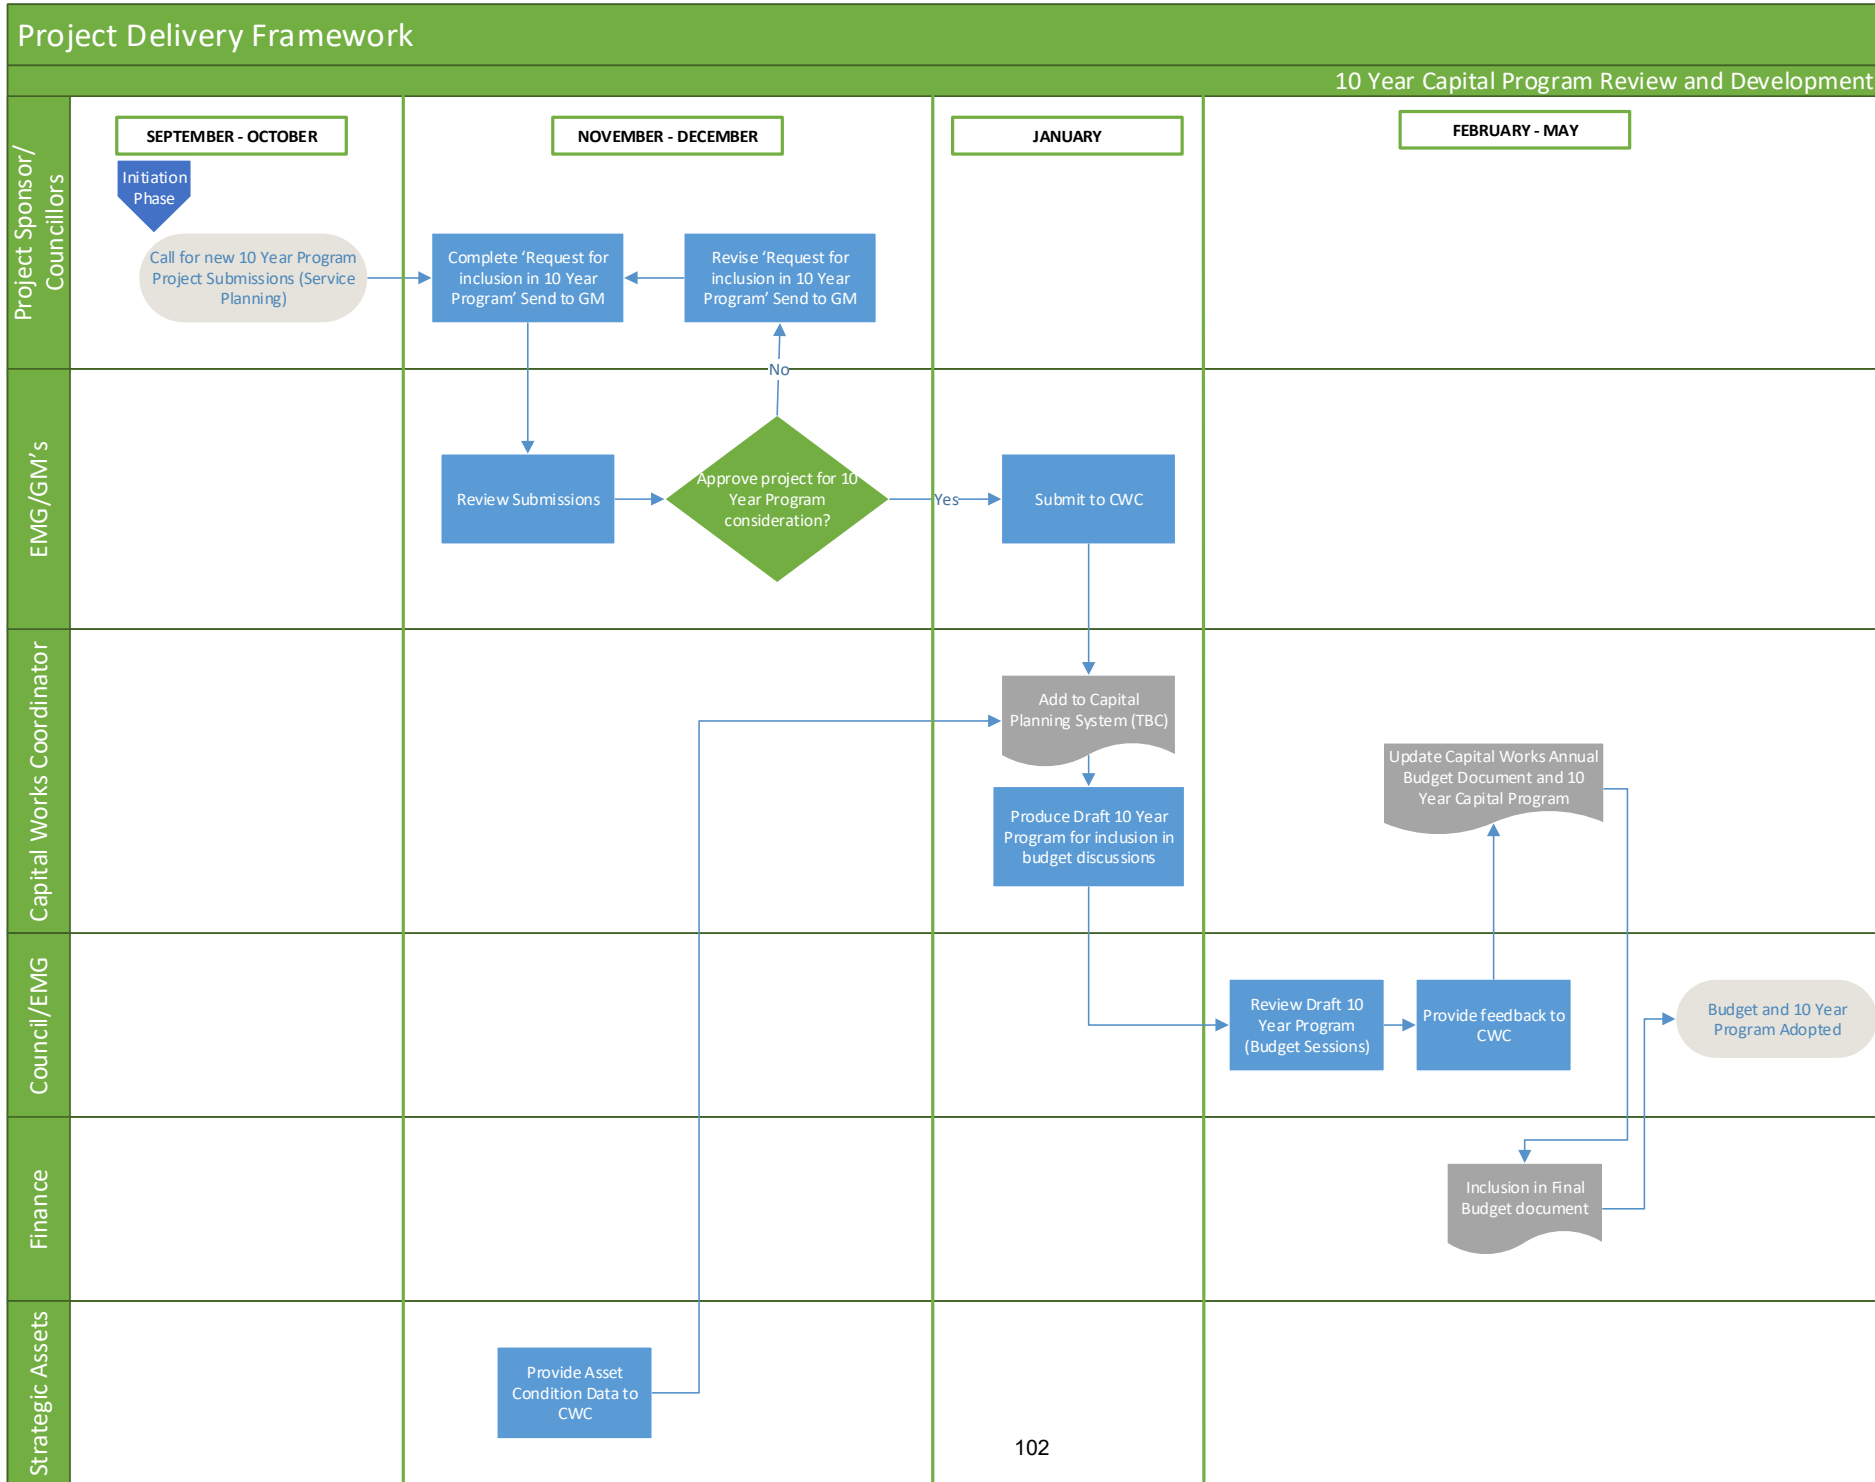 Project Delivery Framework
10 Year Capital Program Review and Development
Project Sponsor/
Councillors
SEPTEMBER - OCTOBER
NOVEMBER - DECEMBER
JANUARY
FEBRUARY - MAY
Initiation
Phase
Call for new 10 Year Program
Project Submissions (Service
Planning)
Complete ‘Request for
inclusion in 10 Year
Program’ Send to GM
Revise ‘Request for
inclusion in 10 Year
Program’ Send to GM
No
EMG/GM’s
Review Submissions
Approve project for 10
Year Program
consideration?
Yes
Submit to CWC
Capital Works Coordinator
Add to Capital
Planning System (TBC)
Produce Draft 10 Year
Program for inclusion in
budget discussions
Update Capital Works Annual
Budget Document and 10
Year Capital Program
Council/EMG
Review Draft 10
Year Program
(Budget Sessions)
Provide feedback to
CWC
Budget and 10 Year
Program Adopted
Finance
Inclusion in Final
Budget document
Strategic Assets
Provide Asset
Condition Data to
CWC
102